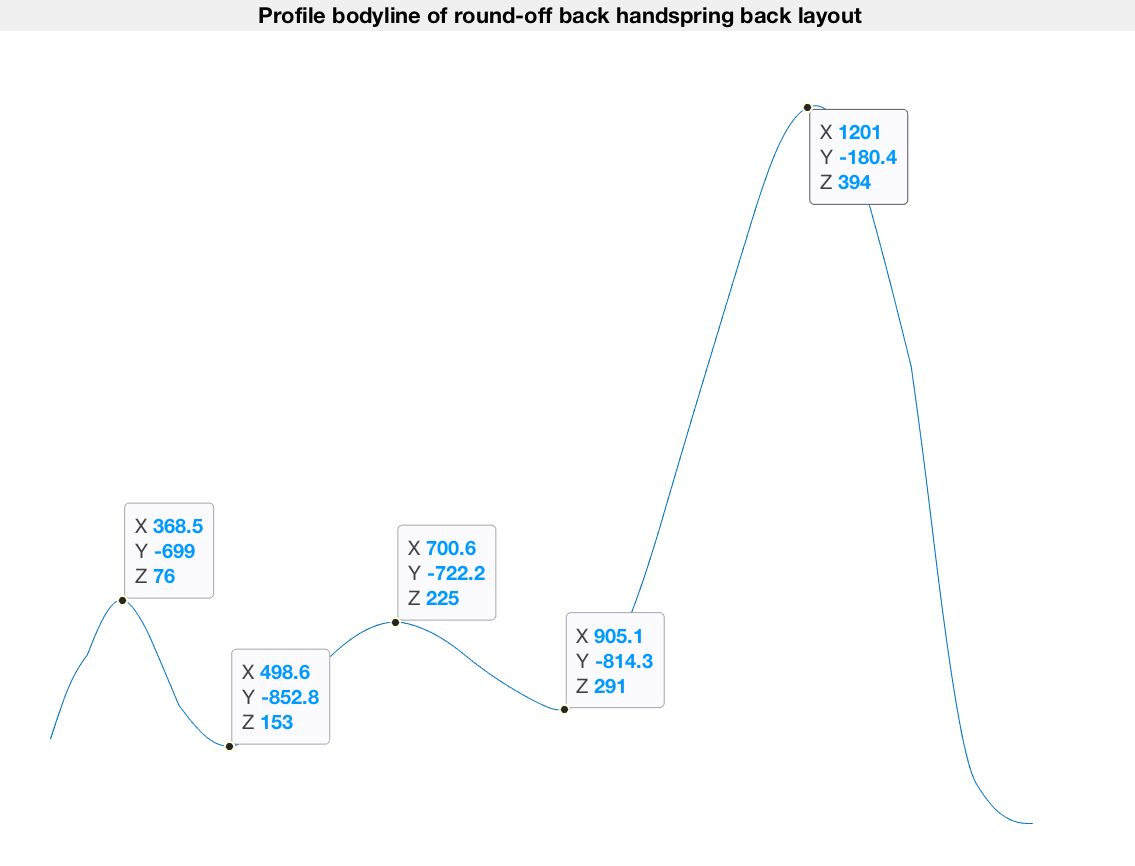 Profile bodyline of round-off back handspring back layout
X 1201
Y -180.4
Z 394
X 368.5
Y -699
Z 76
X 700.6
Y -722.2
Z 225
X 905.1
Y -814.3
Z 291
X 498.6
Y -852.8
Z 153